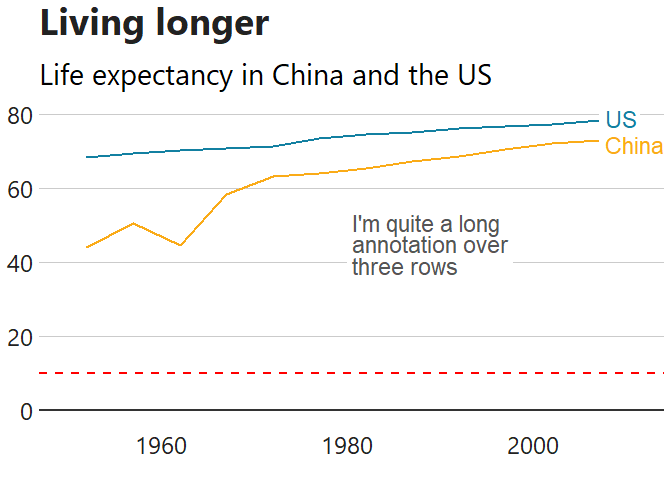 Living longer
Life expectancy in China and the US
80
US
China
60
I'm quite a long
annotation over
three rows
40
20
0
1960 1980 2000